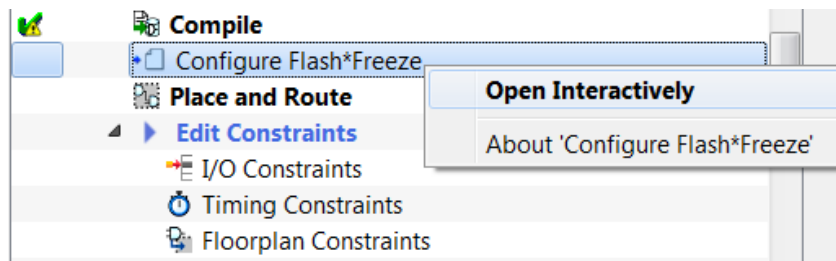 Compile
Configure Flash*Freeze
Open Interactively
Place and Route
About 'Configure Flash*Freeze'
Edit Constraints
I/O Constraints
Timing Constraints
Floorplan Constraints